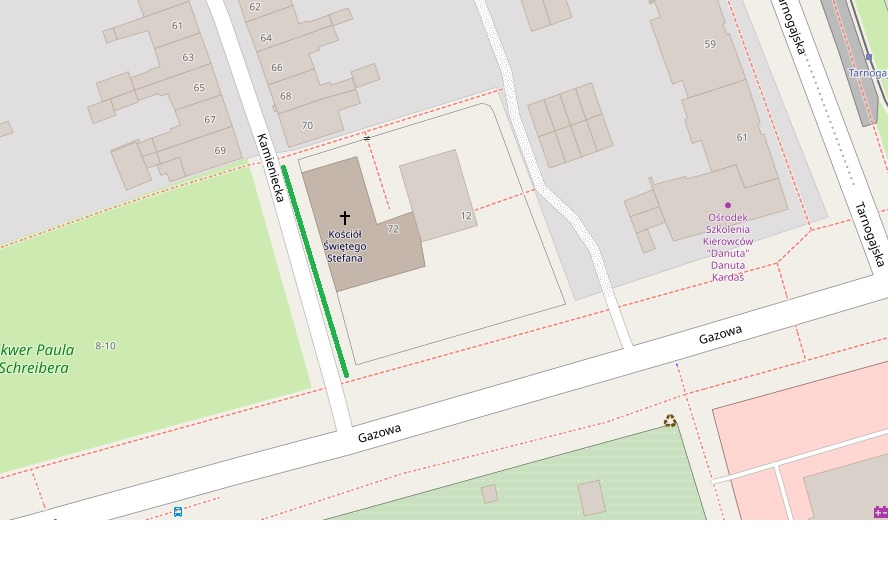 62
61
64
63
66
65
68
67
70
69
Kamieniecka
59
61
Tarnogajska
Tarnoga
Tarnogajska
72
12
Kościół
Świętego
Stefana
Ośrodek
Szkolenia
Kierowców
"Danuta"
Danuta
Kardaś
kwer Paula
Schreibera
8-10
Gazowa
Gazowa